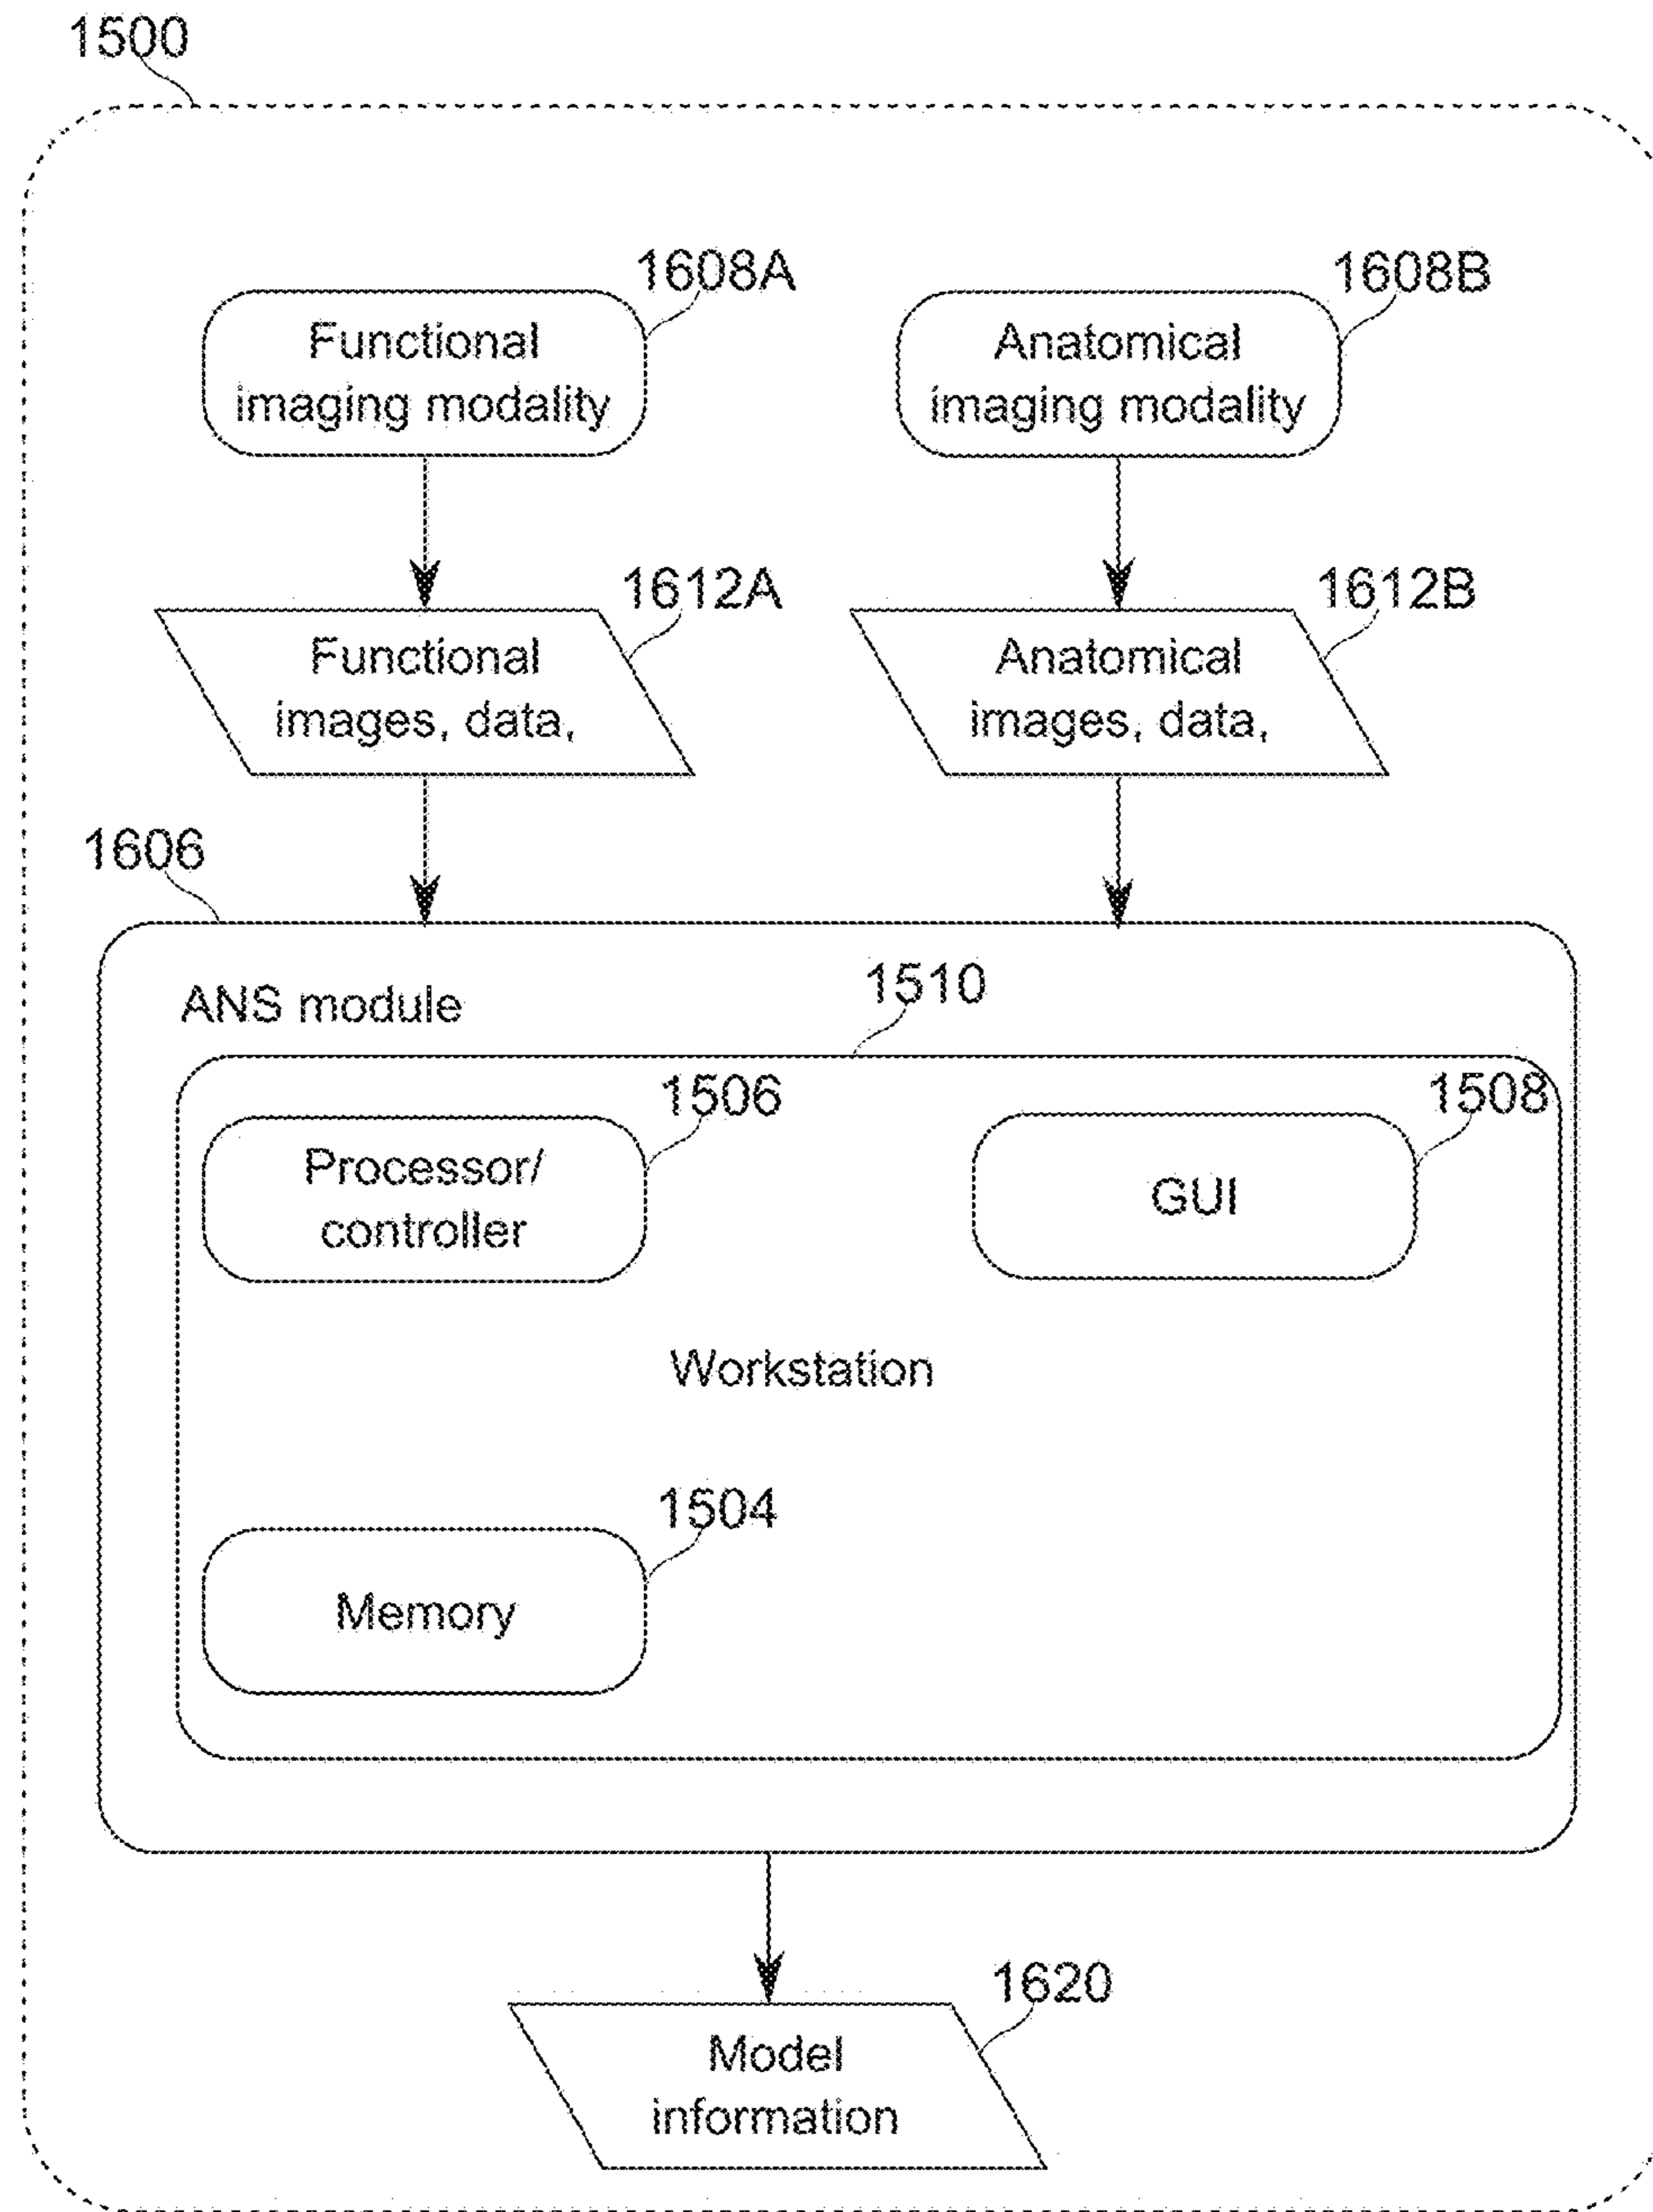 1500
1608A
1608B
Functional
imaging modality
Anatomical
imaging modality
1612A
1612B
Functional
images, data,
Anatomical
images, data,
1606
ANS module
1510
1506
1508
Processor/
controller
GUI
Workstation
1504
Memory
1620
Model
information